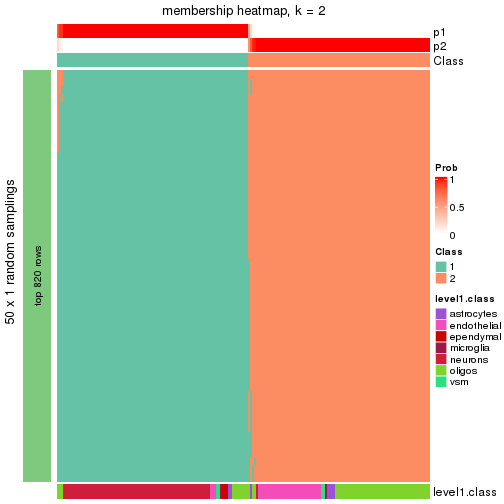 membership heatmap, k = 2
p1
p2
Class
50 x 1 random samplings
top 820 rows
Prob
1
0.5
0
Class
1
2
level1.class
astrocytes
endothelial
ependymal
microglia
neurons
oligos
vsm
level1.class